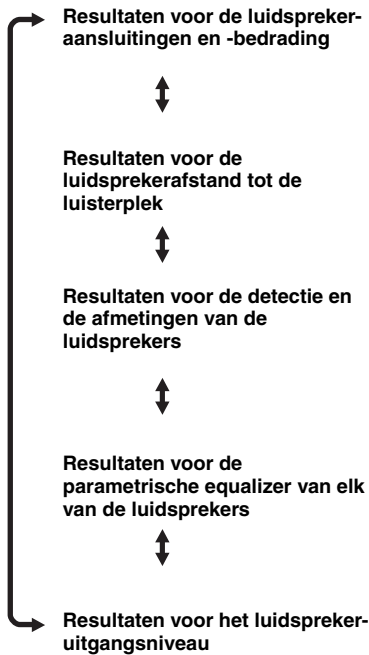 Resultaten voor de luidspreker-
aansluitingen en -bedrading
Resultaten voor de
luidsprekerafstand tot de
luisterplek
Resultaten voor de detectie en
de afmetingen van de
luidsprekers
Resultaten voor de
parametrische equalizer van elk
van de luidsprekers
Resultaten voor het luidspreker-
uitgangsniveau